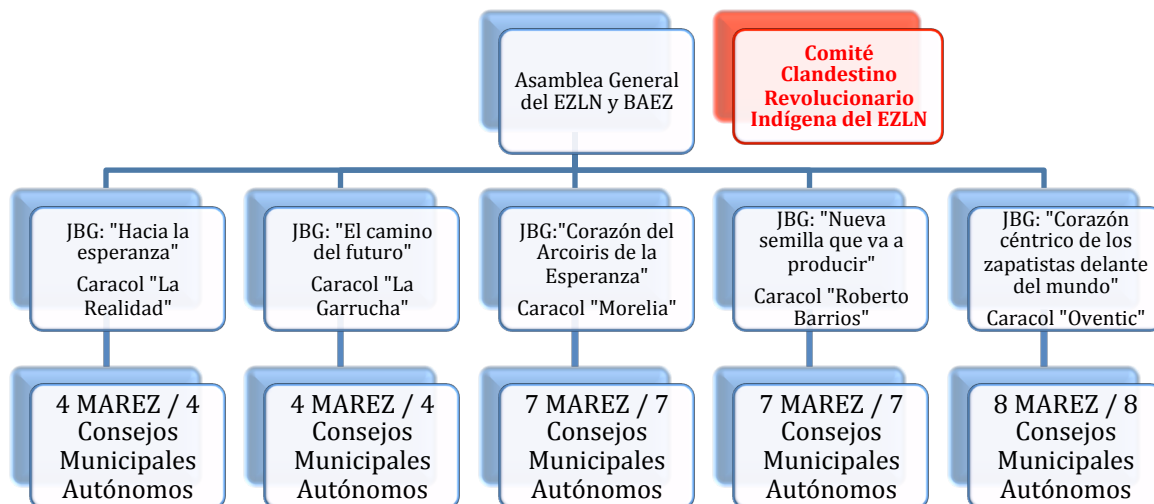 Asamblea General
del EZLN y BAEZ
Comité
Clandestino
Revolucionario
Indígena del EZLN
JBG: "Hacia la
esperanza"
Caracol "La
Realidad"
JBG: "El camino
del futuro"
Caracol "La
Garrucha"
JBG:"Corazón del
Arcoiris de la
Esperanza"
Caracol "Morelia"
JBG: "Nueva
semilla que va a
producir"
Caracol "Roberto
Barrios"
JBG: "Corazón
céntrico de los
zapatistas delante
del mundo"
Caracol "Oventic"
4 MAREZ / 4
Consejos
Municipales
Autónomos
4 MAREZ / 4
Consejos
Municipales
Autónomos
7 MAREZ / 7
Consejos
Municipales
Autónomos
7 MAREZ / 7
Consejos
Municipales
Autónomos
8 MAREZ / 8
Consejos
Municipales
Autónomos